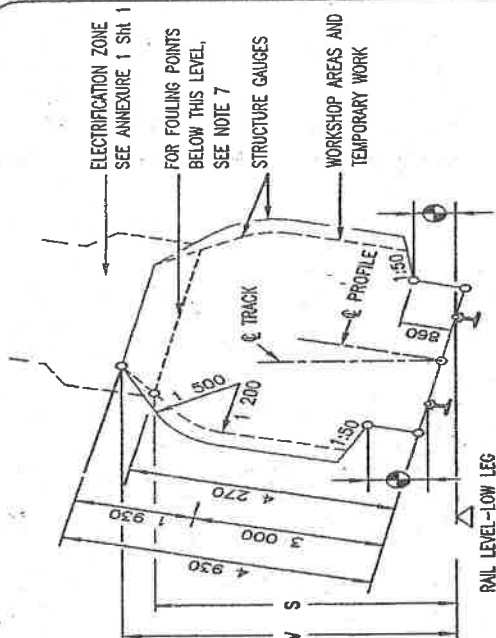 ELECTRIFICATION ZONE
SEE ANNEXURE 1 Sht 1
FOR FOULING POINTS
BELOW THIS LEVEL,
SEE NOTE 7
STRUCTURE GAUGES
WORKSHOP AREAS AND
TEMPORARY WORK
℄ TRACK
℄ PROFILE
1 500
1 200
1:50
1:50
860
4 270
1 930
3 000
4 930
S
RAIL LEVEL-LOW LEG